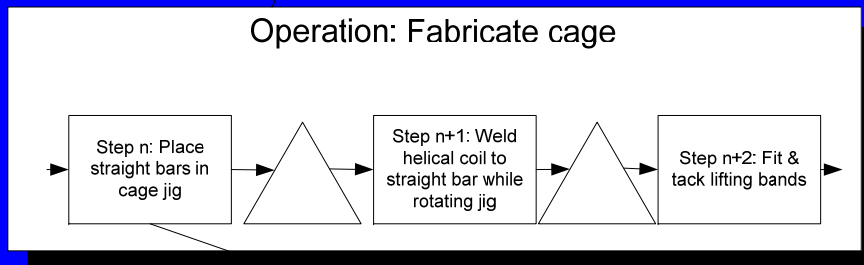 Operation: Fabricate cage
Step n: Place
straight bars in
cage jig
Step n+1: Weld
helical coil to
straight bar while
rotating jig
Step n+2: Fit &
tack lifting bands